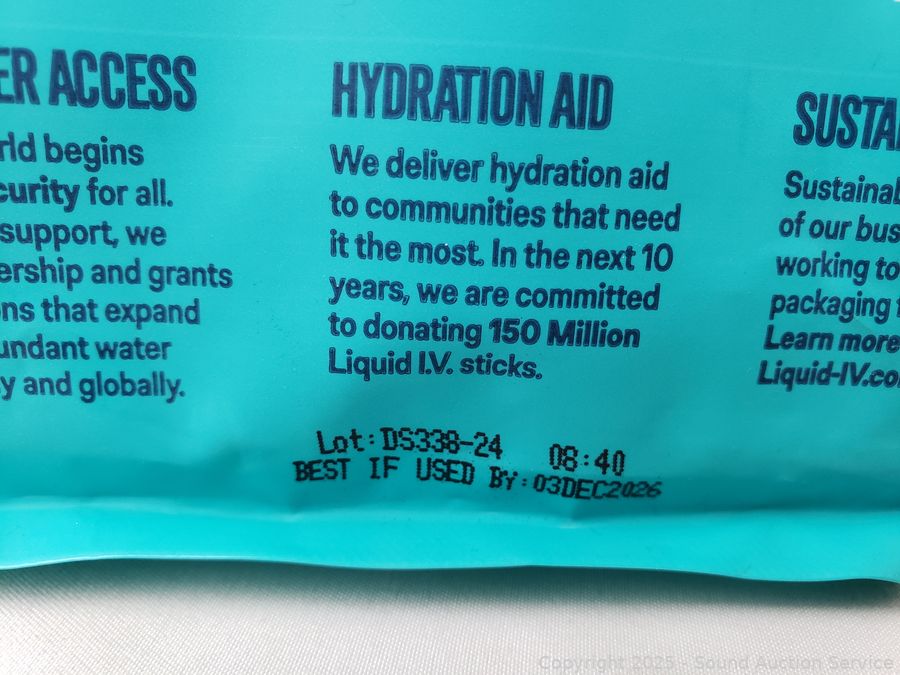 ER ACCESS
rld begins
curity for all.
support, we
ership and grants
ns that expand
undant water
y and globally.
HYDRATION AID
We deliver hydration aid
to communities that need
it the most. In the next 10
years, we are committed
to donating 150 Million
Liquid I.V. sticks.
SUSTA
Sustainab
of our bus
working to
packaging
Learn more
Liquid-IV.co
Lot:DS338-24 08:40
BEST IF USED By:03DEC2026
Copyright 2025 - Sound Auction Service